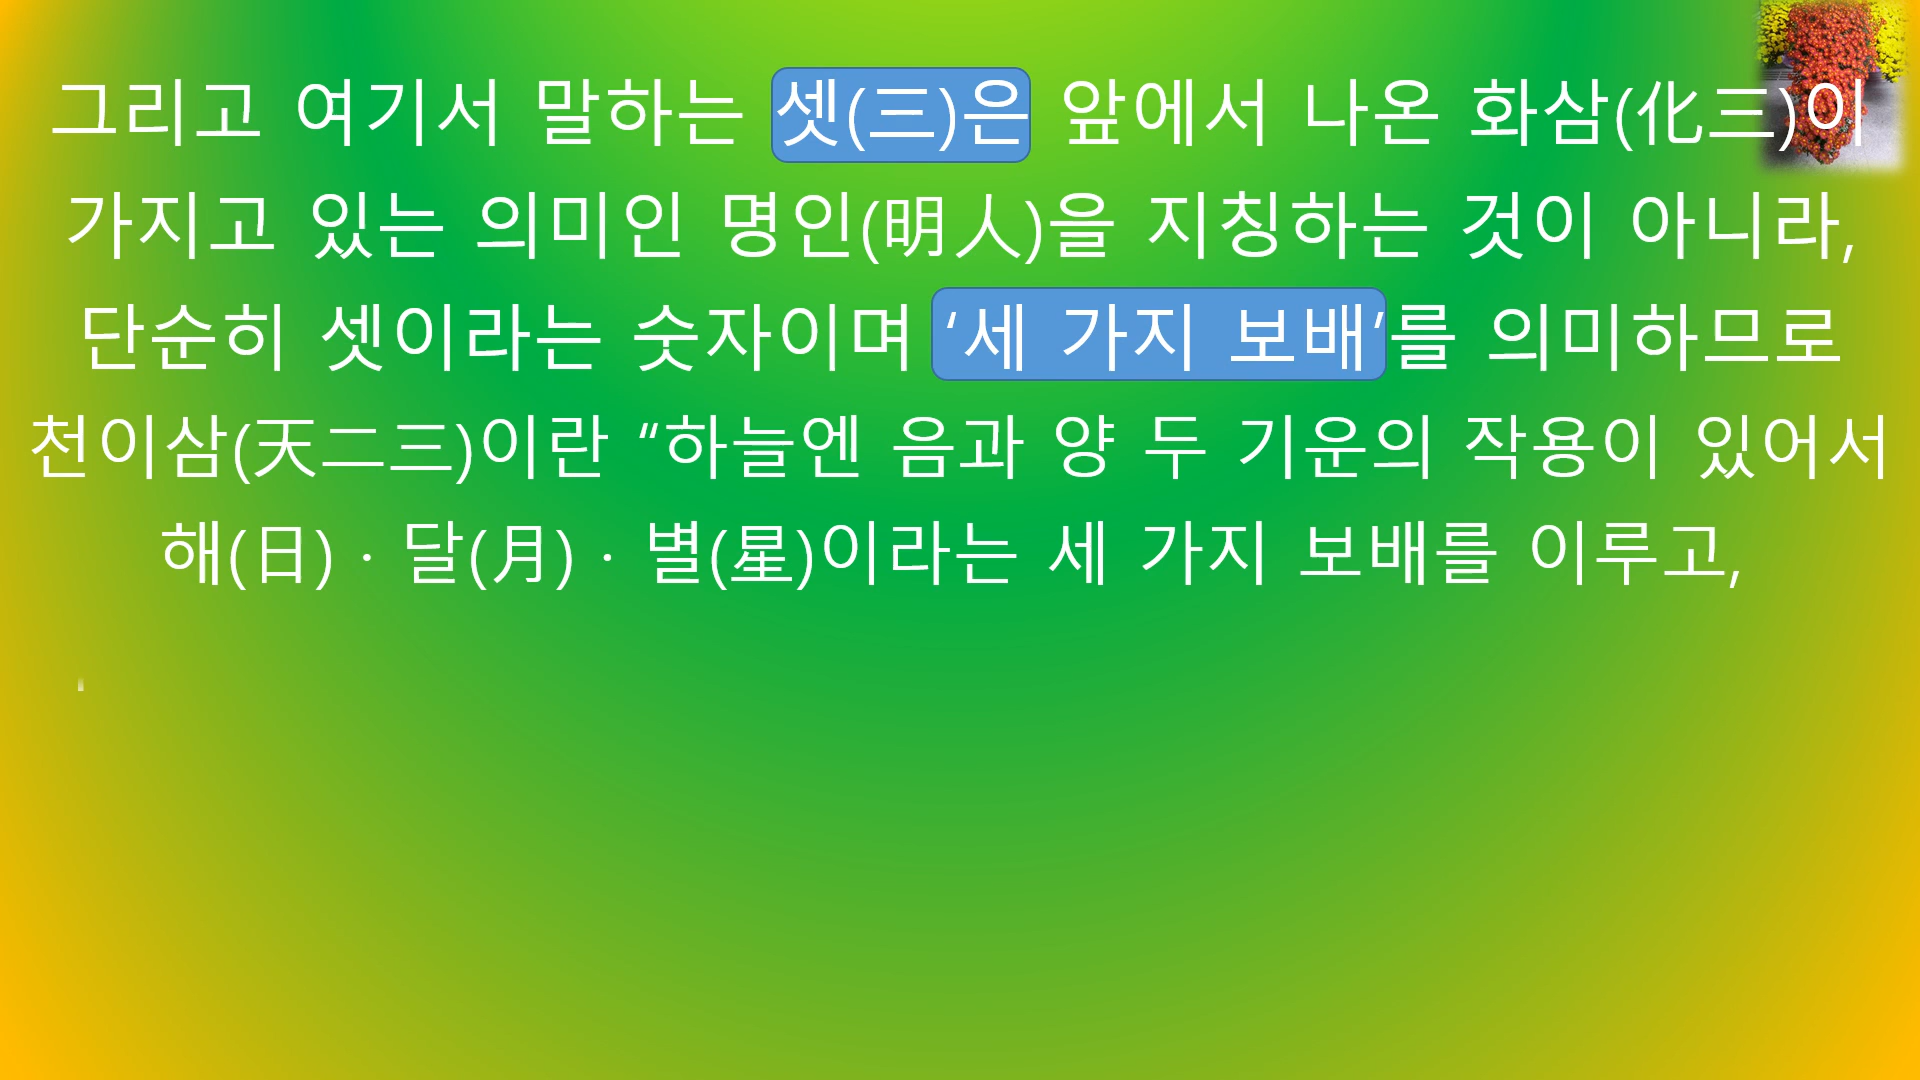 그리고 여기서 말하는 셋(三)은 앞에서 나온 화삼(化三)이
가지고 있는 의미인 명인(明人)을 지칭하는 것이 아니라,
단순히 셋이라는 숫자이며 ‘세 가지 보배’를 의미하므로
천이삼(天二三)이란 “하늘엔 음과 양 두 기운의 작용이 있어서
해(日) · 달(月) · 별(星)이라는 세 가지 보배를 이루고,